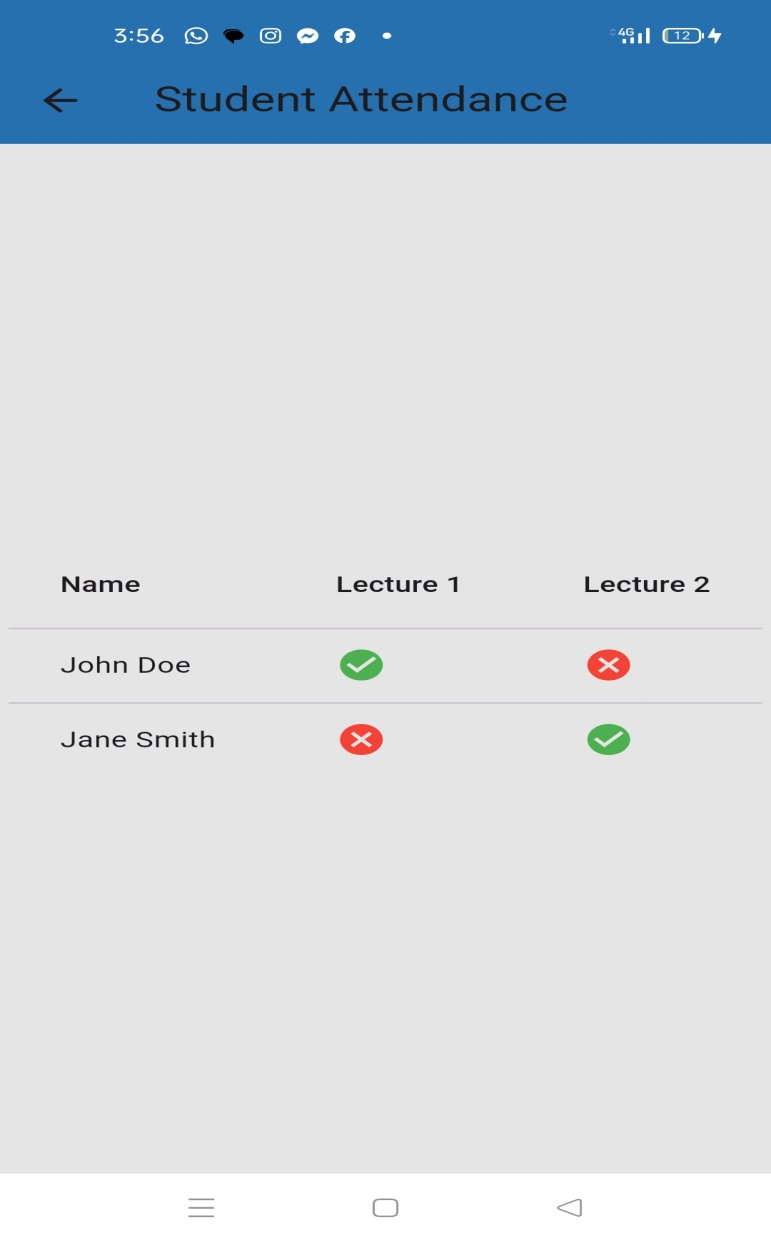 3:56 4G 12
Student Attendance
Name Lecture 1 Lecture 2
John Doe
Jane Smith